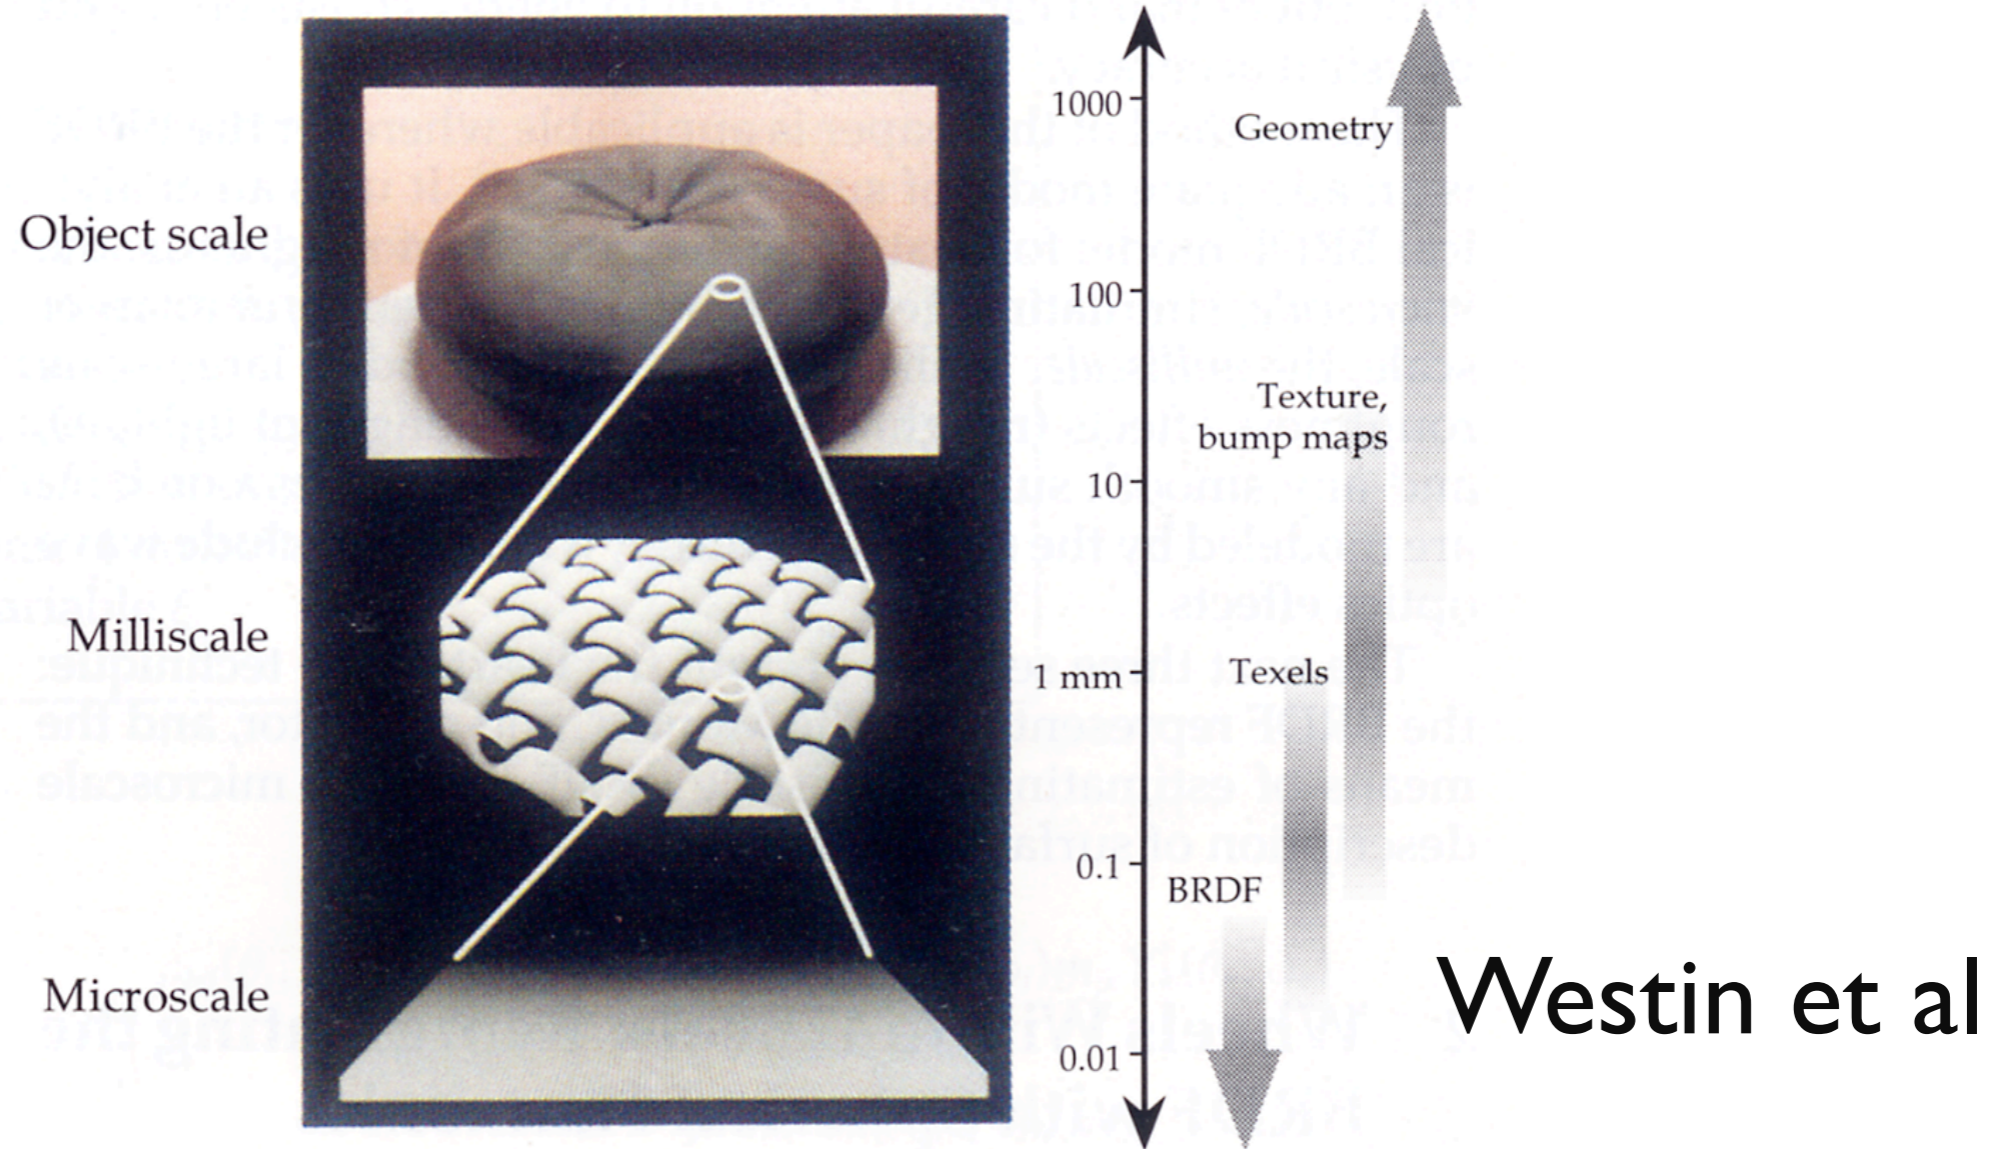 Object scale
Milliscale
Microscale
1000
100
10
1 mm
0.1
0.01
Geometry
Texture,
bump maps
Texels
BRDF
Westin et al